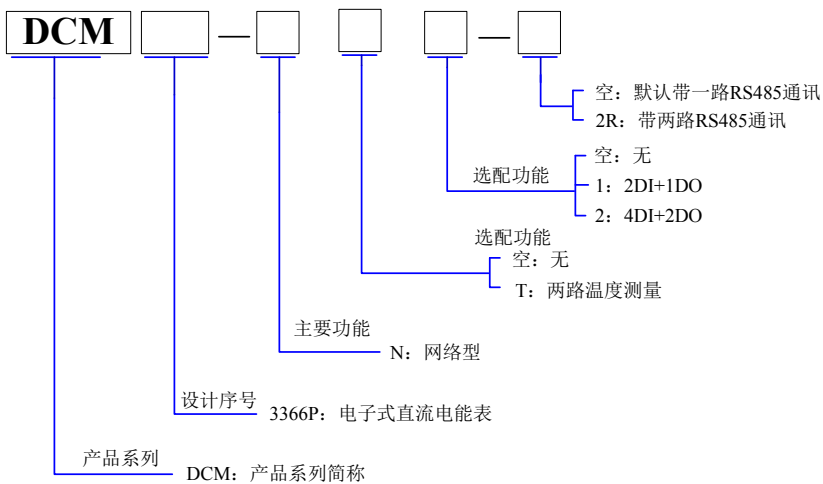 DCM
空：默认带一路RS485通讯
2R：带两路RS485通讯
选配功能
空：无
1：2DI+1DO
2：4DI+2DO
选配功能
空：无
T：两路温度测量
主要功能
N：网络型
设计序号
3366P：电子式直流电能表
产品系列
DCM：产品系列简称